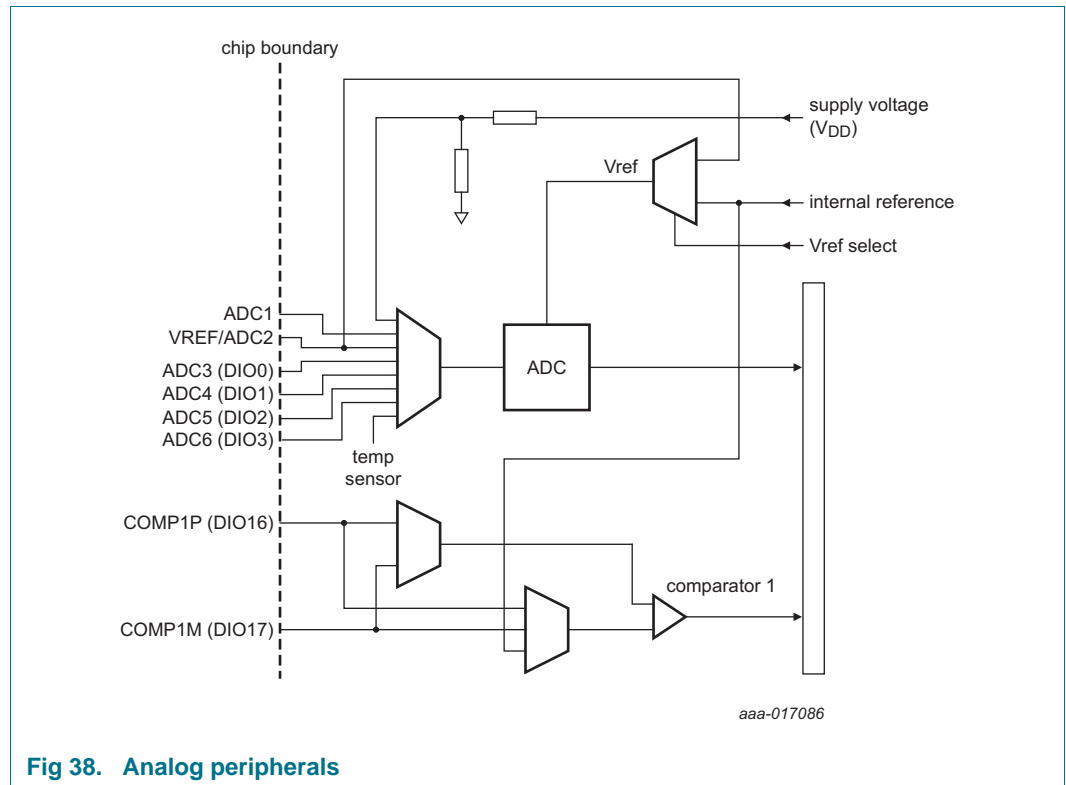 chip boundary
supply voltage
(VDD)
Vref
internal reference
Vref select
ADC1
VREF/ADC2
ADC3 (DIO0)
ADC4 (DIO1)
ADC5 (DIO2)
ADC6 (DIO3)
ADC
temp
sensor
COMP1P (DIO16)
comparator 1
COMP1M (DIO17)
aaa-017086
Fig 38. Analog peripherals